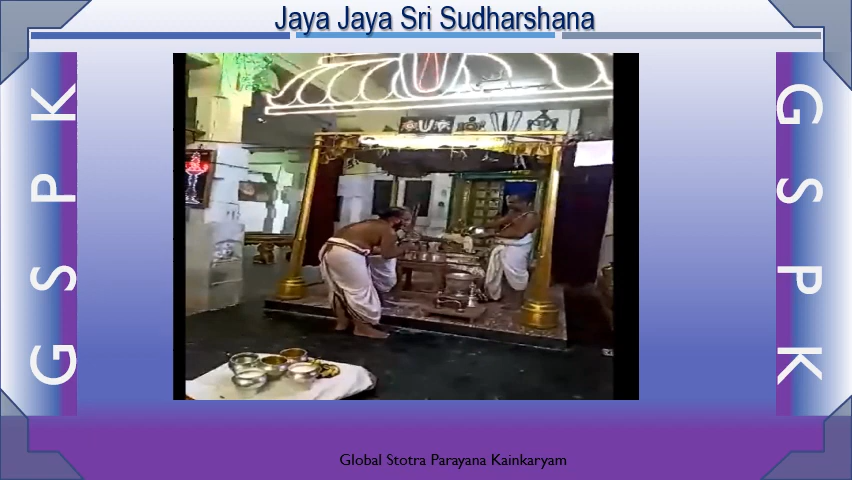 Jaya Jaya Sri Sudharshana
G S P K
G S P K
Global Stotra Parayana Kainkaryam